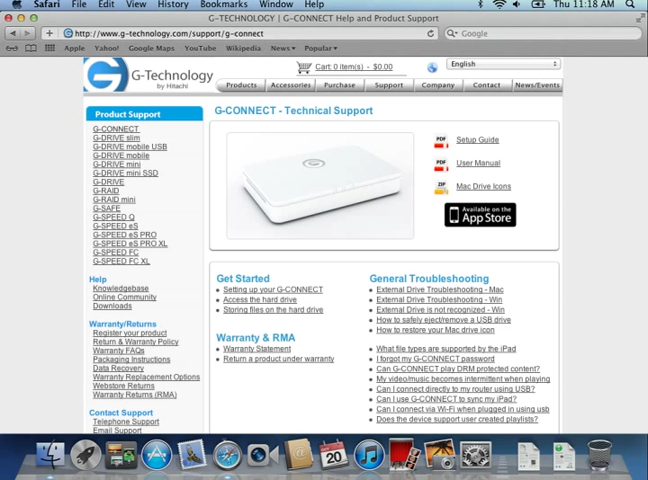 Safari File Edit View History Bookmarks Window Help Thu 11:18 AM
G-TECHNOLOGY | G-CONNECT Help and Product Support
http://www.g-technology.com/support/g-connect
Google
Apple Yahoo! Google Maps YouTube Wikipedia News Popular
G-Technology
by Hitachi
Cart: 0 item(s) - $0.00
English
Products Accessories Purchase Support Company Contact News/Events
Product Support
G-CONNECT
G-DRIVE slim
G-DRIVE mobile USB
G-DRIVE mobile
G-DRIVE mini
G-DRIVE mini SSD
G-DRIVE
G-RAID
G-RAID mini
G-SAFE
G-SPEED Q
G-SPEED eS
G-SPEED eS PRO
G-SPEED eS PRO XL
G-SPEED FC
G-SPEED FC XL
Help
Knowledgebase
Online Community
Downloads
Warranty/Returns
Register your product
Return & Warranty Policy
Warranty FAQs
Packaging Instructions
Data Recovery
Warranty Replacement Options
Webstore Returns
Warranty Returns (RMA)
Contact Support
Telephone Support
Email Support
G-CONNECT - Technical Support
PDF Setup Guide
PDF User Manual
ZIP Mac Drive Icons
Available on the
App Store
Get Started
Setting up your G-CONNECT
Access the hard drive
Storing files on the hard drive
Warranty & RMA
Warranty Statement
Return a product under warranty
General Troubleshooting
External Drive Troubleshooting - Mac
External Drive Troubleshooting - Win
External Drive is not recognized - Win
How to safely eject/remove a USB drive
How to restore your Mac drive icon
What file types are supported by the iPad
I forgot my G-CONNECT password
Can G-CONNECT play DRM protected content?
My video/music becomes intermittent when playing
Can I connect directly to my router using USB?
Can I use G-CONNECT to sync my iPad?
Can I connect via Wi-Fi when plugged in using usb
Does the device support user created playlists?
20